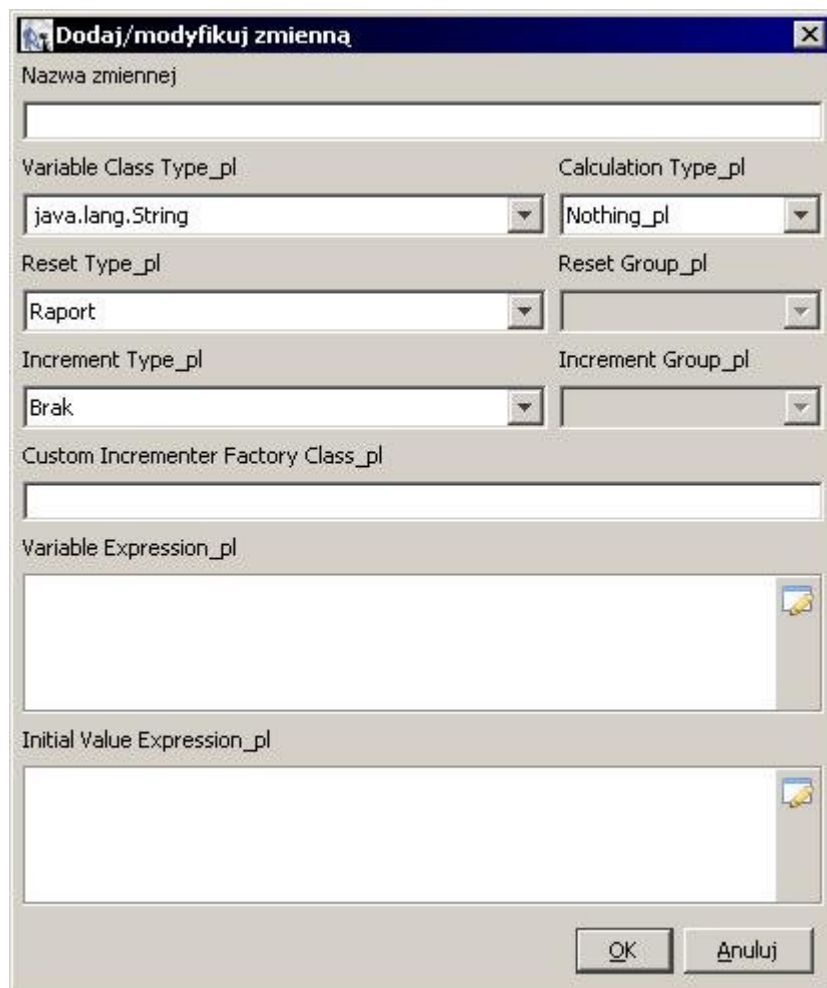 Dodaj/modyfikuj zmienną
Nazwa zmiennej
Variable Class Type_pl Calculation Type_pl
java.lang.String Nothing_pl
Reset Type_pl Reset Group_pl
Raport
Increment Type_pl Increment Group_pl
Brak
Custom Incrementer Factory Class_pl
Variable Expression_pl
Initial Value Expression_pl
OK Anuluj